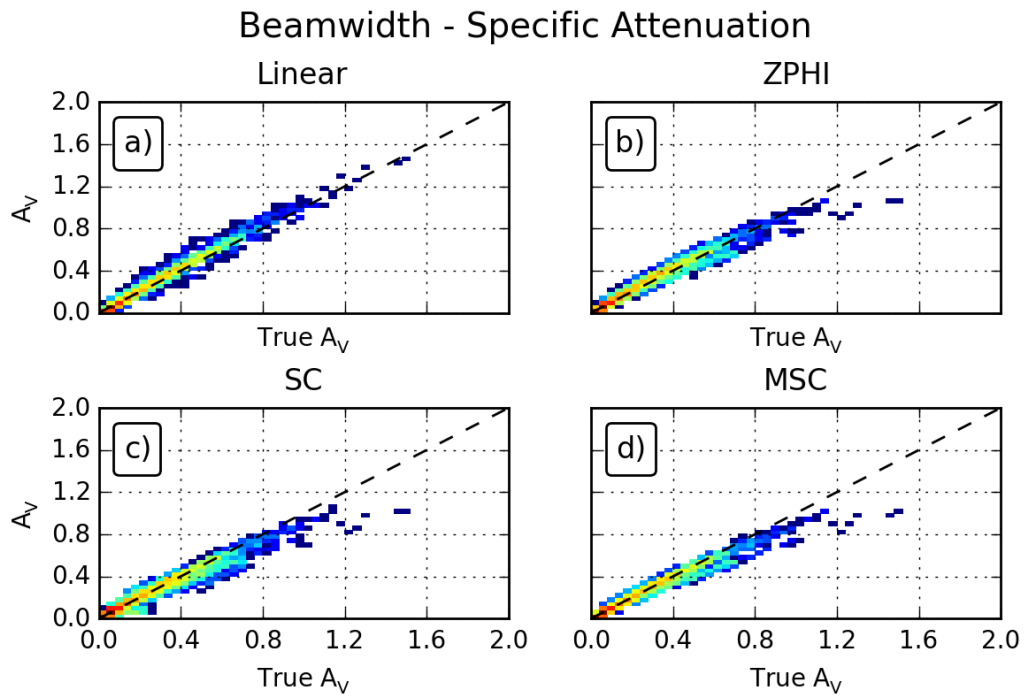 Beamwidth - Specific Attenuation
Linear
ZPHI
2.0
1.6
1.2
0.8
0.4
0.0
A_V
a)
b)
True A_V
True A_V
SC
MSC
2.0
1.6
1.2
0.8
0.4
0.0
A_V
c)
d)
0.0 0.4 0.8 1.2 1.6 2.0
0.0 0.4 0.8 1.2 1.6 2.0
True A_V
True A_V